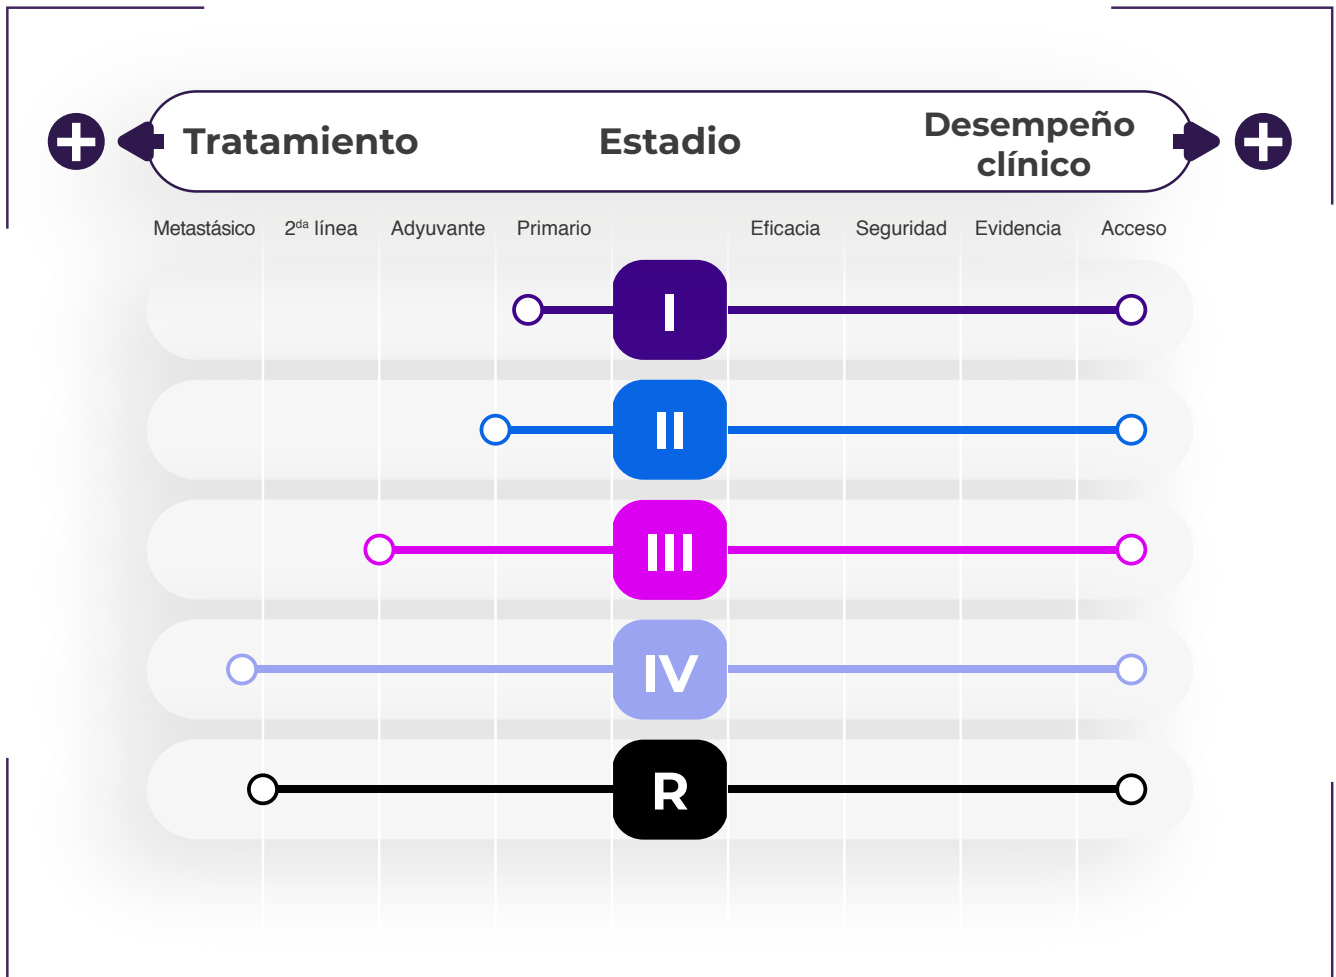 Tratamiento Estadio Desempeño
clínico
Metastásico 2da línea Adyuvante Primario Eficacia Seguridad Evidencia Acceso
I
II
III
IV
R